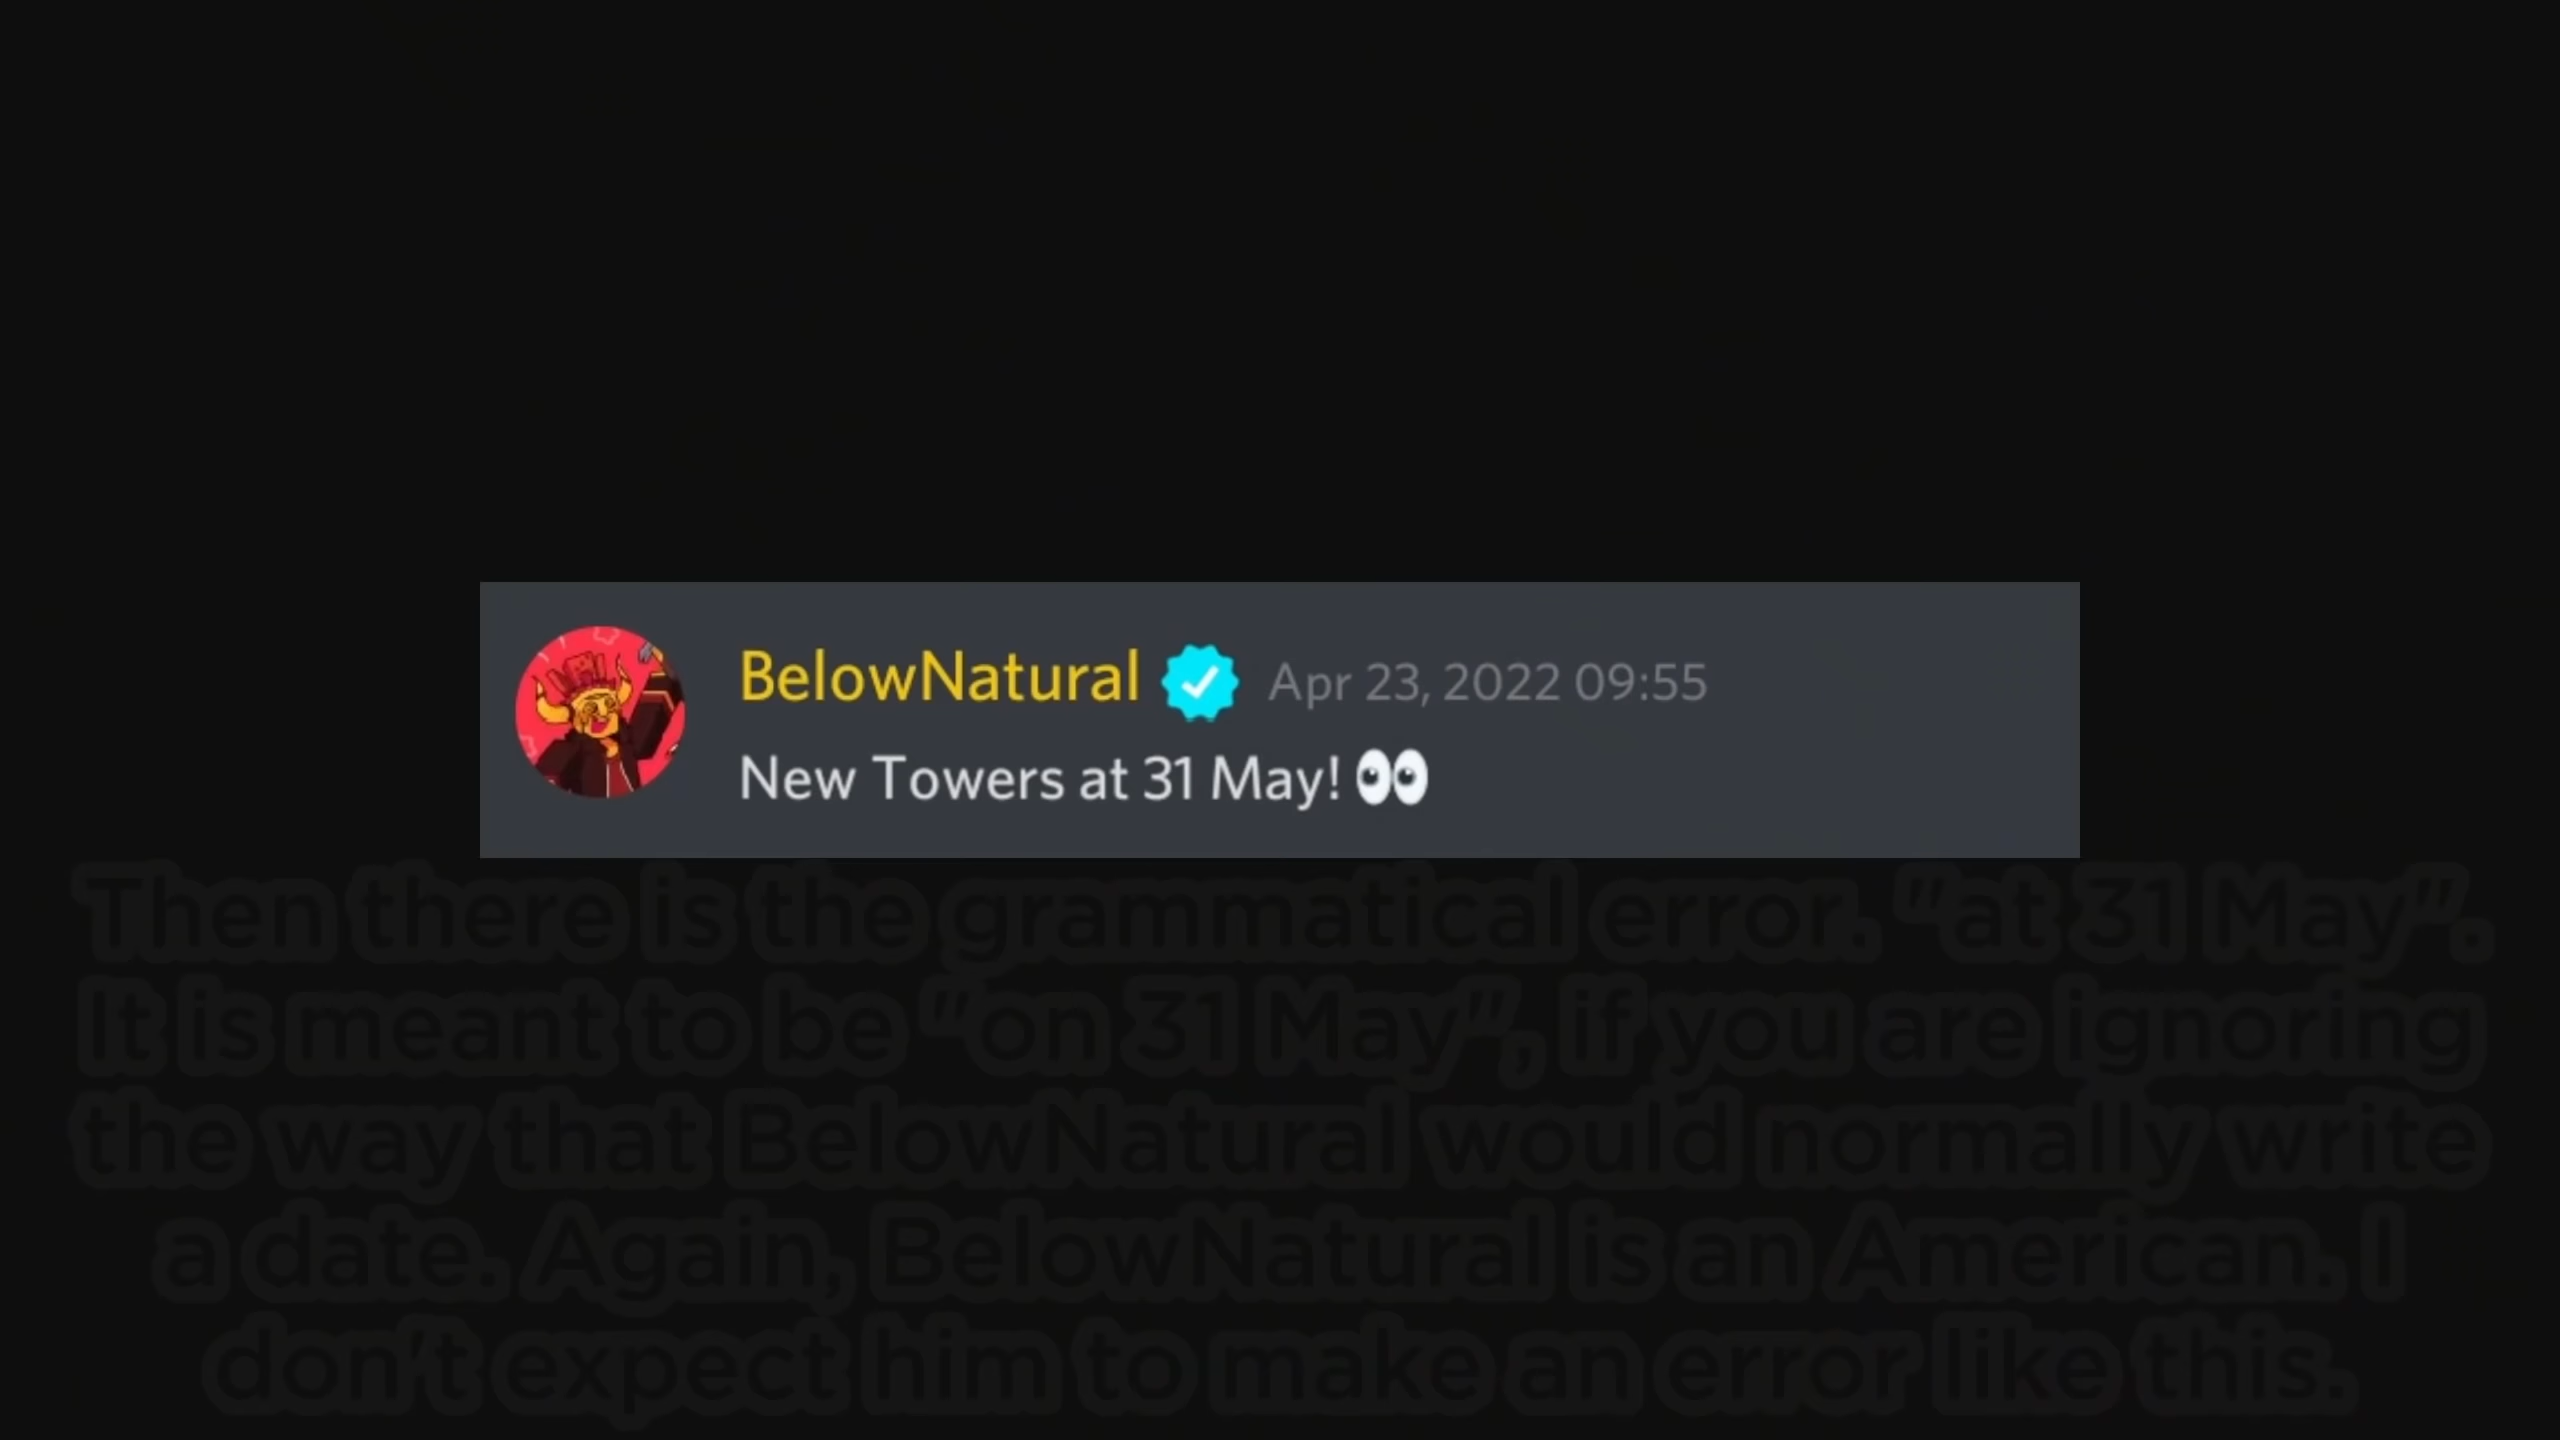 BelowNatural Apr 23, 2022 09:55
New Towers at 31 May! 👀
Then there is the grammatical error. "at 31 May".
It is meant to be "on 31 May", if you are ignoring
the way that BelowNatural would normally write
a date. Again, BelowNatural is an American. I
don't expect him to make an error like this.